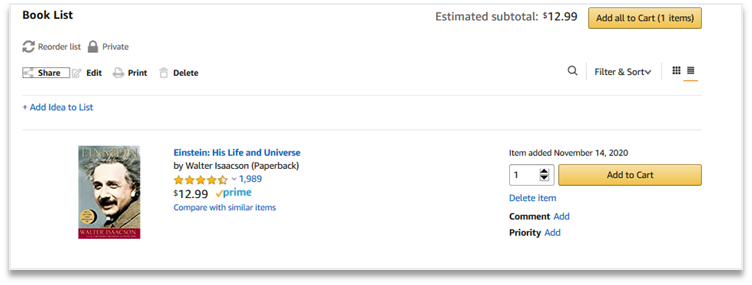 Book List
Estimated subtotal: $12.99
Add all to Cart (1 items)
Reorder list Private
Share Edit Print Delete
Filter & Sort
+ Add Idea to List
EINSTEIN
WALTER ISAACSON
Einstein: His Life and Universe
by Walter Isaacson (Paperback)
1,989
$12.99 prime
Compare with similar items
Item added November 14, 2020
1
Add to Cart
Delete item
Comment Add
Priority Add